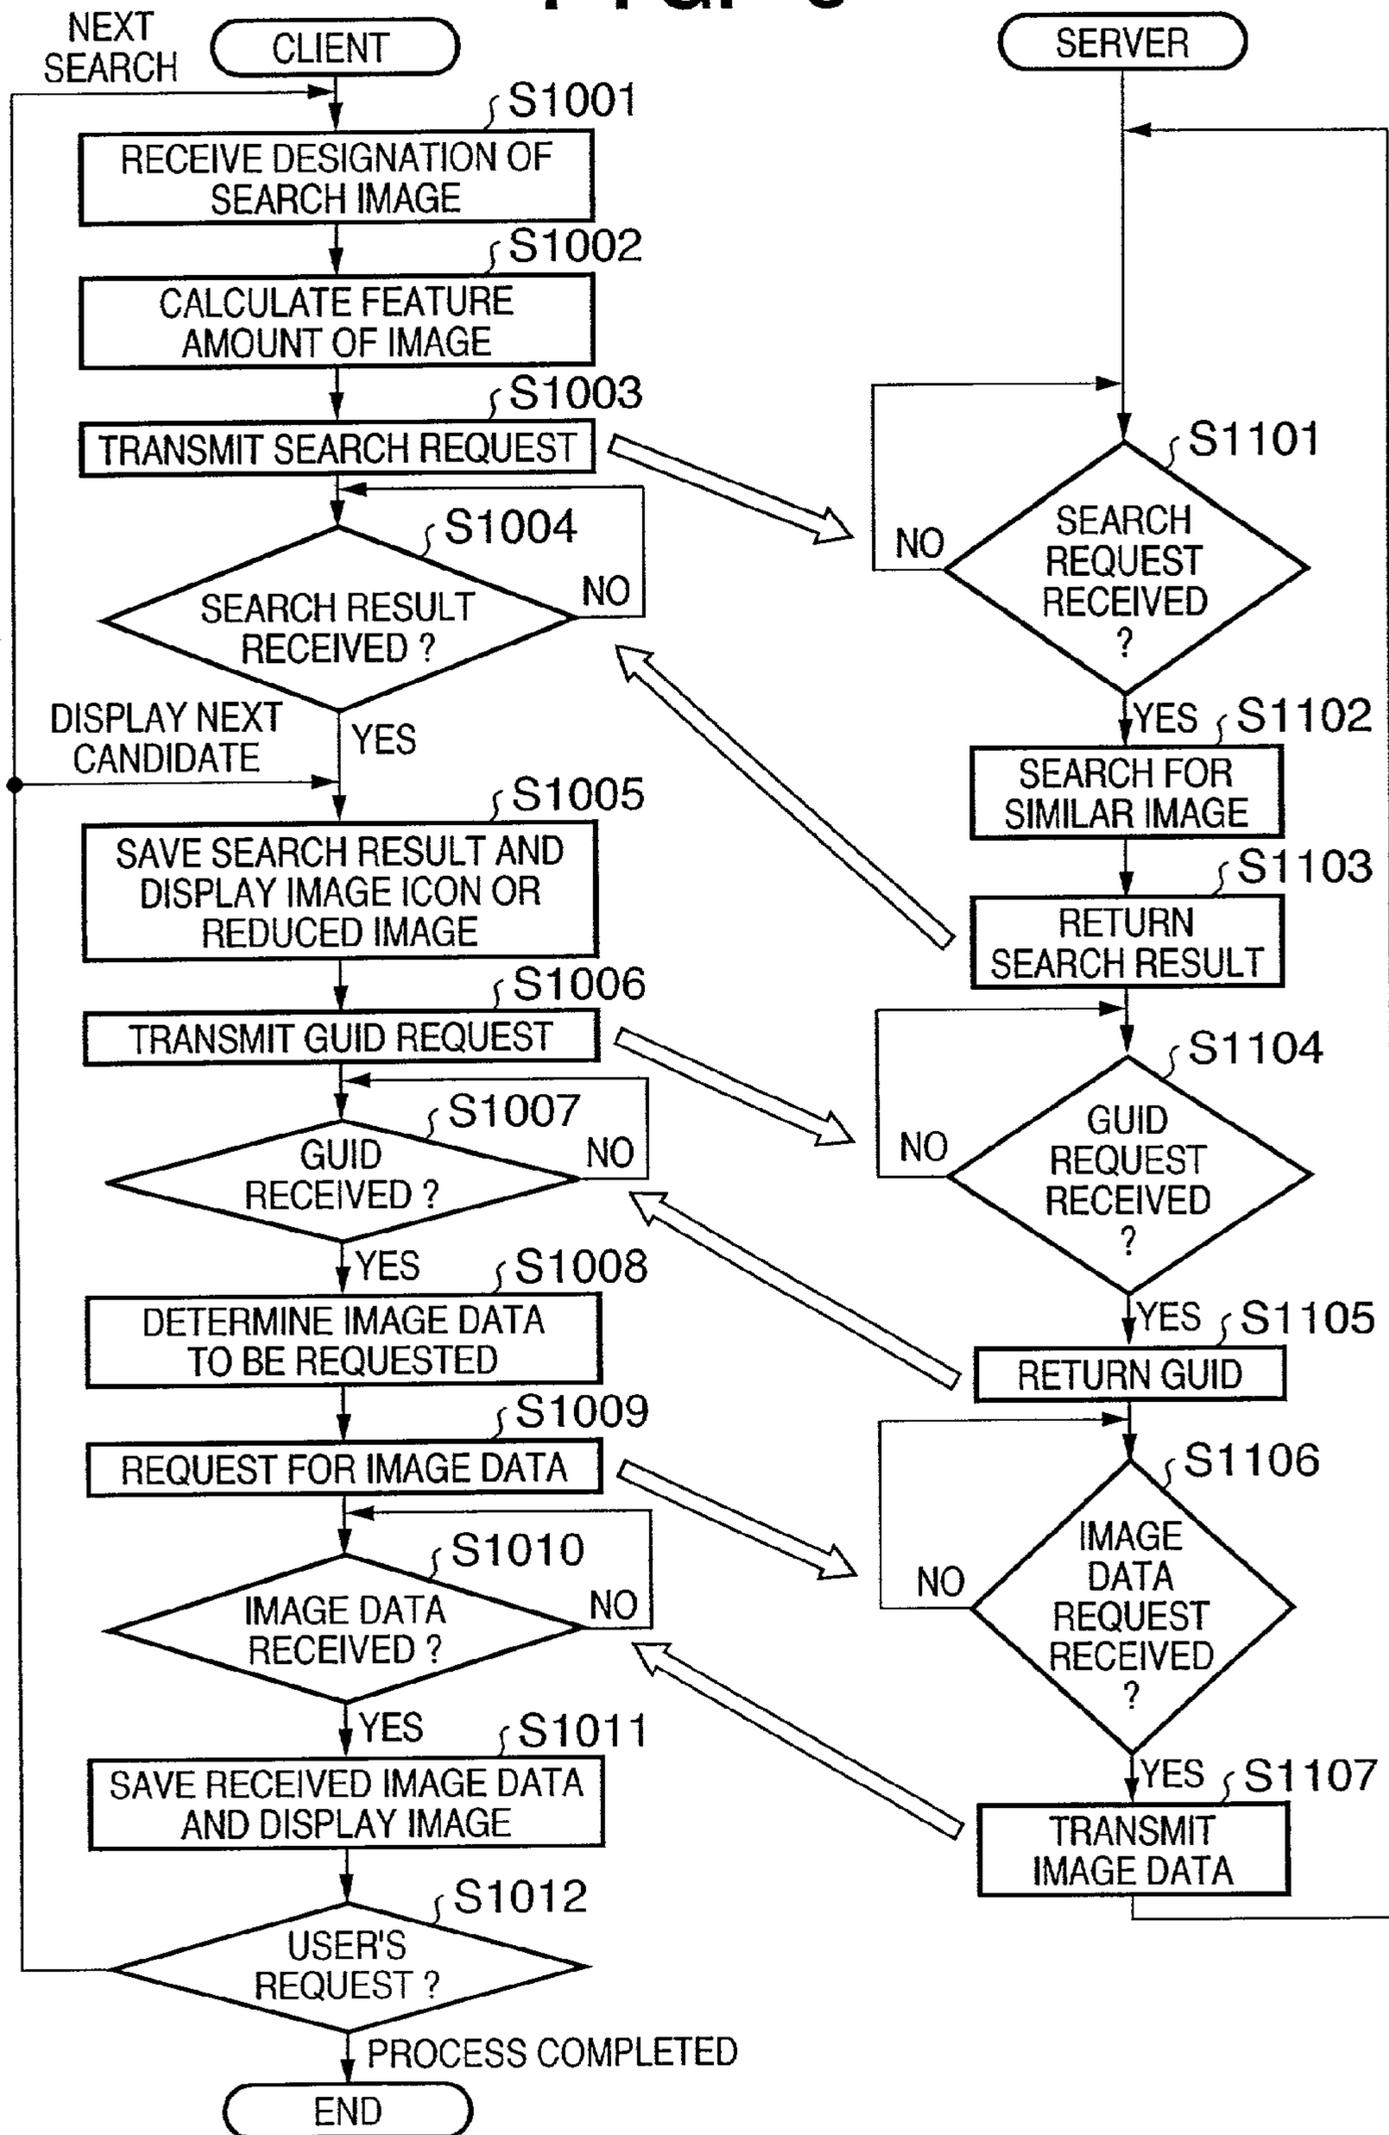 NEXT
SEARCH
CLIENT
S1001
RECEIVE DESIGNATION OF
SEARCH IMAGE
S1002
CALCULATE FEATURE
AMOUNT OF IMAGE
S1003
TRANSMIT SEARCH REQUEST
S1004
SEARCH RESULT
RECEIVED ?
NO
YES
DISPLAY NEXT
CANDIDATE
S1005
SAVE SEARCH RESULT AND
DISPLAY IMAGE ICON OR
REDUCED IMAGE
S1006
TRANSMIT GUID REQUEST
S1007
GUID
RECEIVED ?
NO
YES
S1008
DETERMINE IMAGE DATA
TO BE REQUESTED
S1009
REQUEST FOR IMAGE DATA
S1010
IMAGE DATA
RECEIVED ?
NO
YES
S1011
SAVE RECEIVED IMAGE DATA
AND DISPLAY IMAGE
S1012
USER'S
REQUEST ?
PROCESS COMPLETED
END
SERVER
S1101
SEARCH
REQUEST
RECEIVED
?
NO
YES
S1102
SEARCH FOR
SIMILAR IMAGE
S1103
RETURN
SEARCH RESULT
S1104
GUID
REQUEST
RECEIVED
?
NO
YES
S1105
RETURN GUID
S1106
IMAGE
DATA
REQUEST
RECEIVED
?
NO
YES
S1107
TRANSMIT
IMAGE DATA